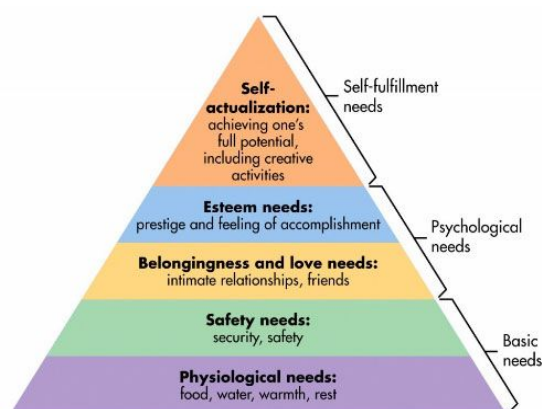 Self-
actualization:
achieving one's
full potential,
including creative
activities
Self-fulfillment
needs
Esteem needs:
prestige and feeling of accomplishment
Psychological
needs
Belongingness and love needs:
intimate relationships, friends
Safety needs:
security, safety
Basic
needs
Physiological needs:
food, water, warmth, rest